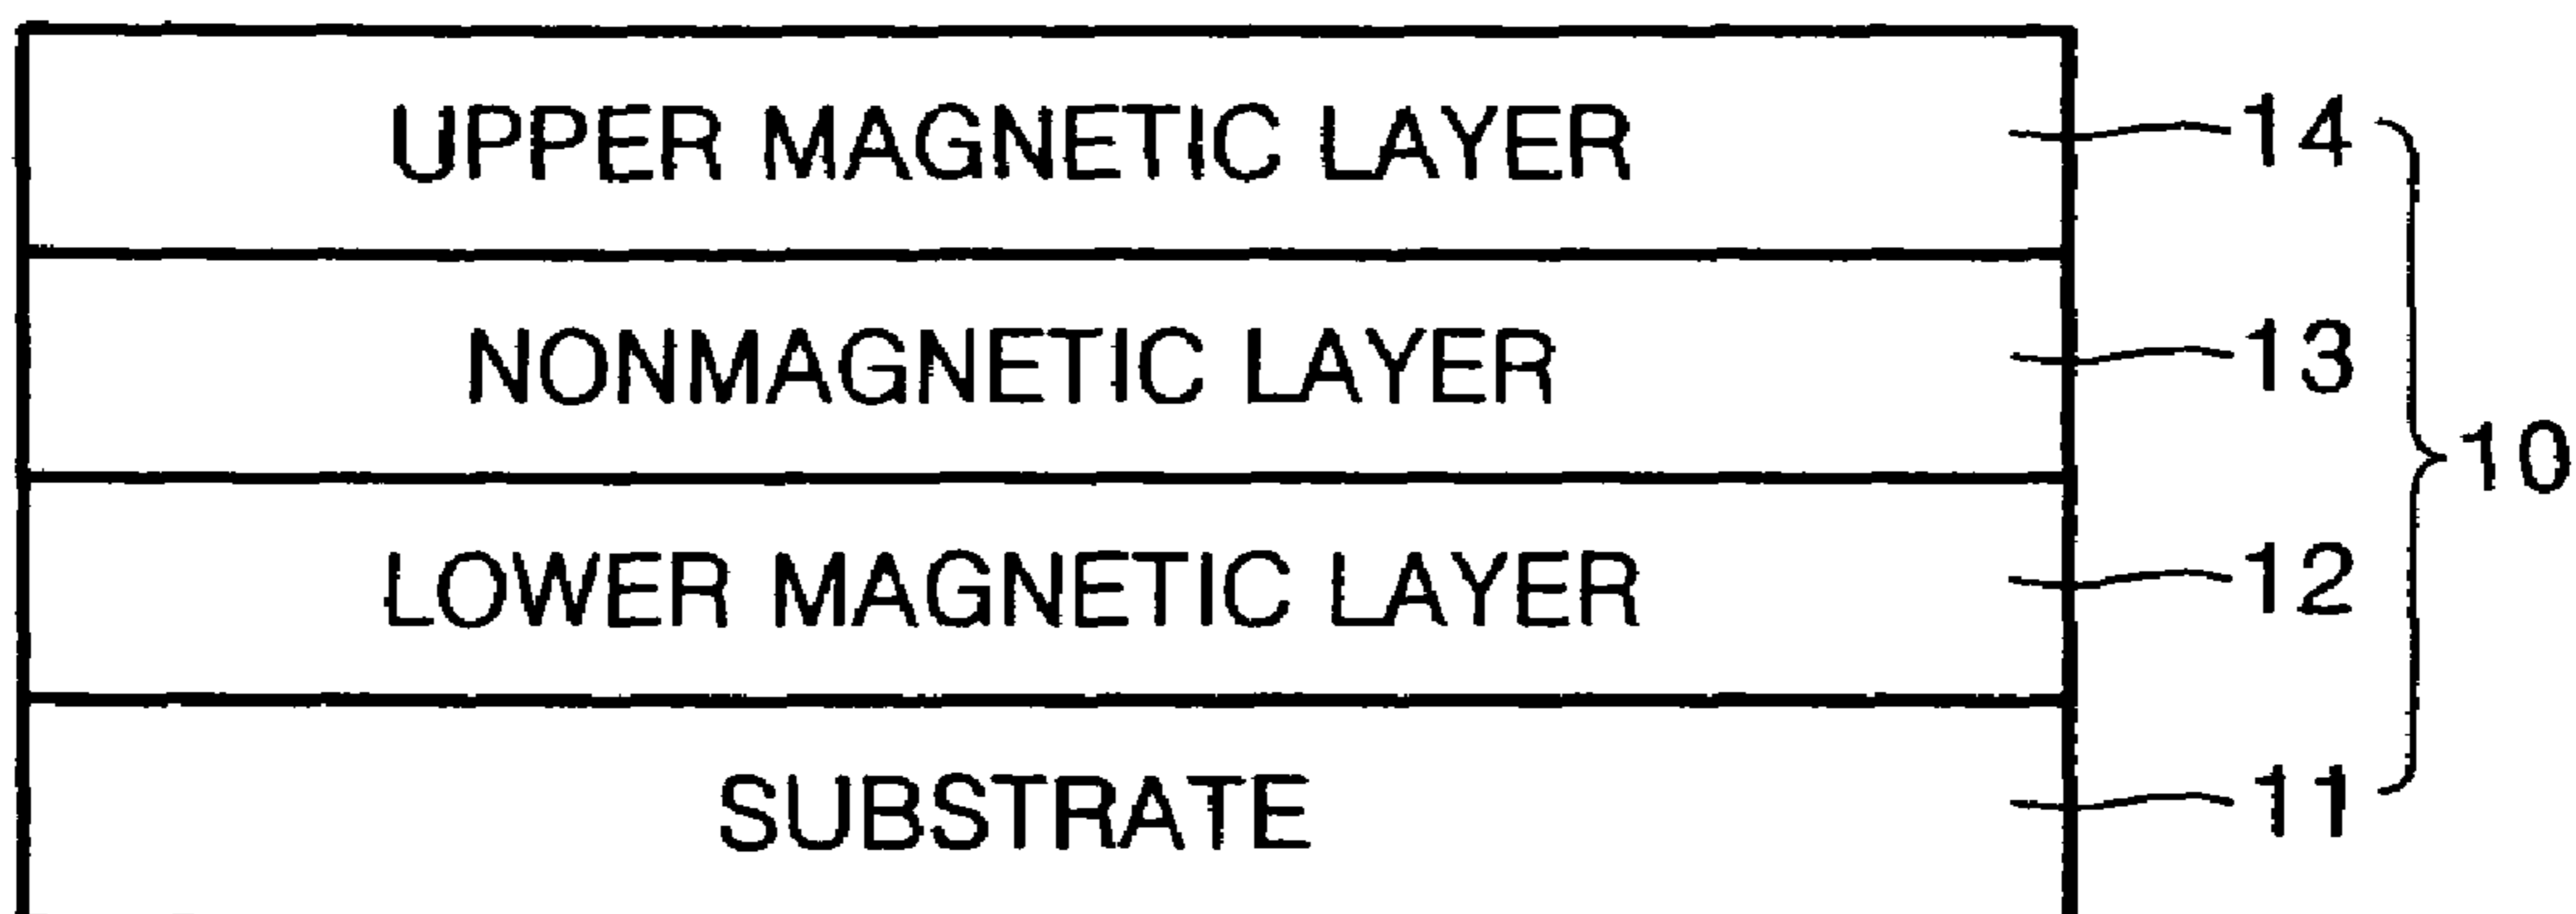 UPPER MAGNETIC LAYER 14
NONMAGNETIC LAYER 13
10
LOWER MAGNETIC LAYER 12
SUBSTRATE 11